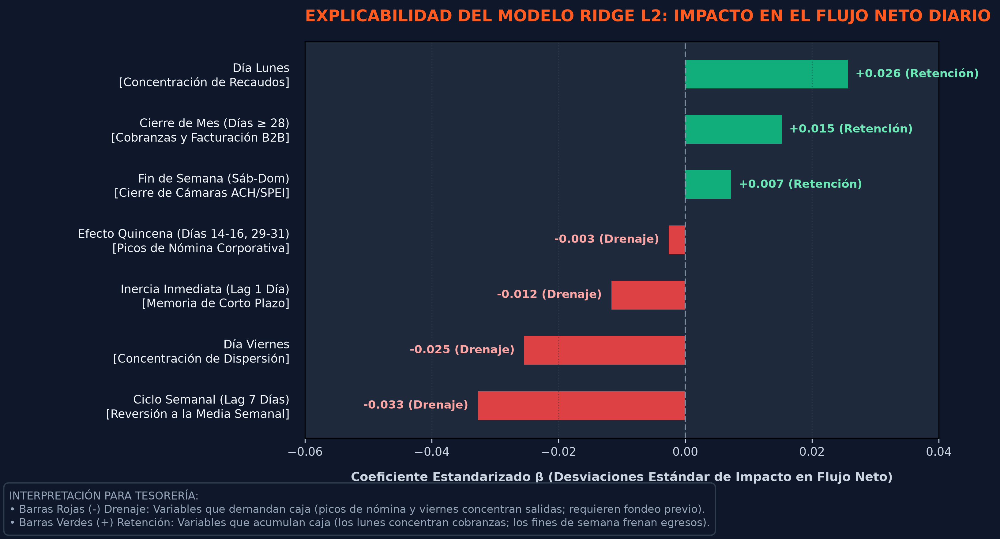 EXPLICABILIDAD DEL MODELO RIDGE L2: IMPACTO EN EL FLUJO NETO DIARIO
Día Lunes
[Concentración de Recaudos]
+0.026 (Retención)
Cierre de Mes (Días ≥ 28)
[Cobranzas y Facturación B2B]
+0.015 (Retención)
Fin de Semana (Sáb-Dom)
[Cierre de Cámaras ACH/SPEI]
+0.007 (Retención)
Efecto Quincena (Días 14-16, 29-31)
[Picos de Nómina Corporativa]
-0.003 (Drenaje)
Inercia Inmediata (Lag 1 Día)
[Memoria de Corto Plazo]
-0.012 (Drenaje)
Día Viernes
[Concentración de Dispersión]
-0.025 (Drenaje)
Ciclo Semanal (Lag 7 Días)
[Reversión a la Media Semanal]
-0.033 (Drenaje)
−0.06 −0.04 −0.02 0.00 0.02 0.04
Coeficiente Estandarizado β (Desviaciones Estándar de Impacto en Flujo Neto)
INTERPRETACIÓN PARA TESORERÍA:
• Barras Rojas (-) Drenaje: Variables que demandan caja (picos de nómina y viernes concentran salidas; requieren fondeo previo).
• Barras Verdes (+) Retención: Variables que acumulan caja (los lunes concentran cobranzas; los fines de semana frenan egresos).